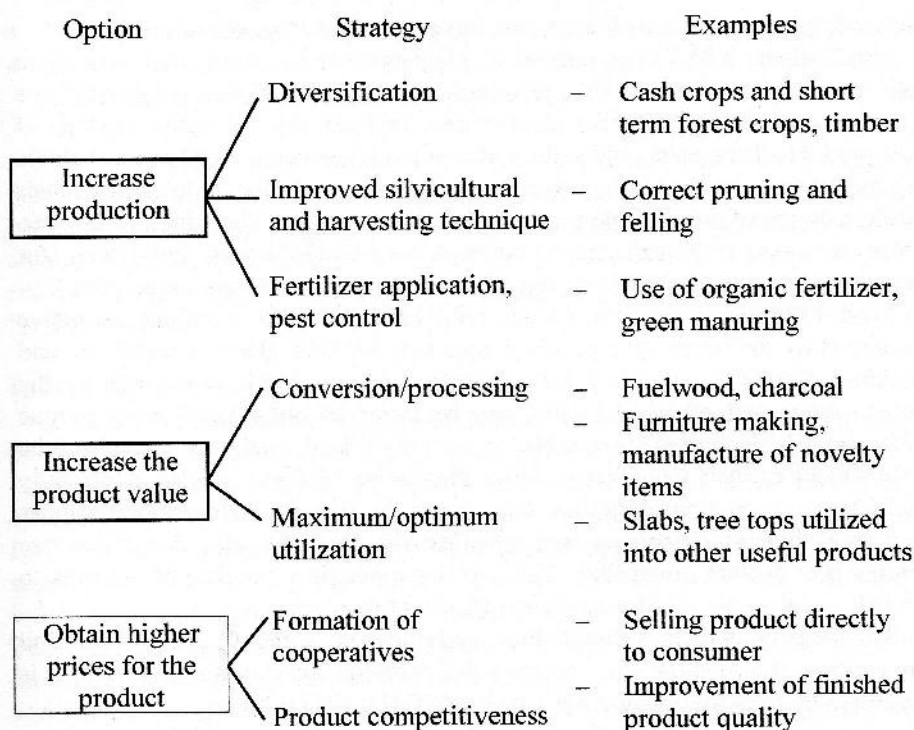 Option Strategy Examples
Diversification – Cash crops and short
term forest crops, timber
Increase
production
Improved silvicultural – Correct pruning and
and harvesting technique felling
Fertilizer application, – Use of organic fertilizer,
pest control green manuring
Conversion/processing – Fuelwood, charcoal
– Furniture making,
manufacture of novelty
items
Increase the
product value
Maximum/optimum – Slabs, tree tops utilized
utilization into other useful products
Obtain higher
prices for the
product
Formation of – Selling product directly
cooperatives to consumer
Product competitiveness – Improvement of finished
product quality